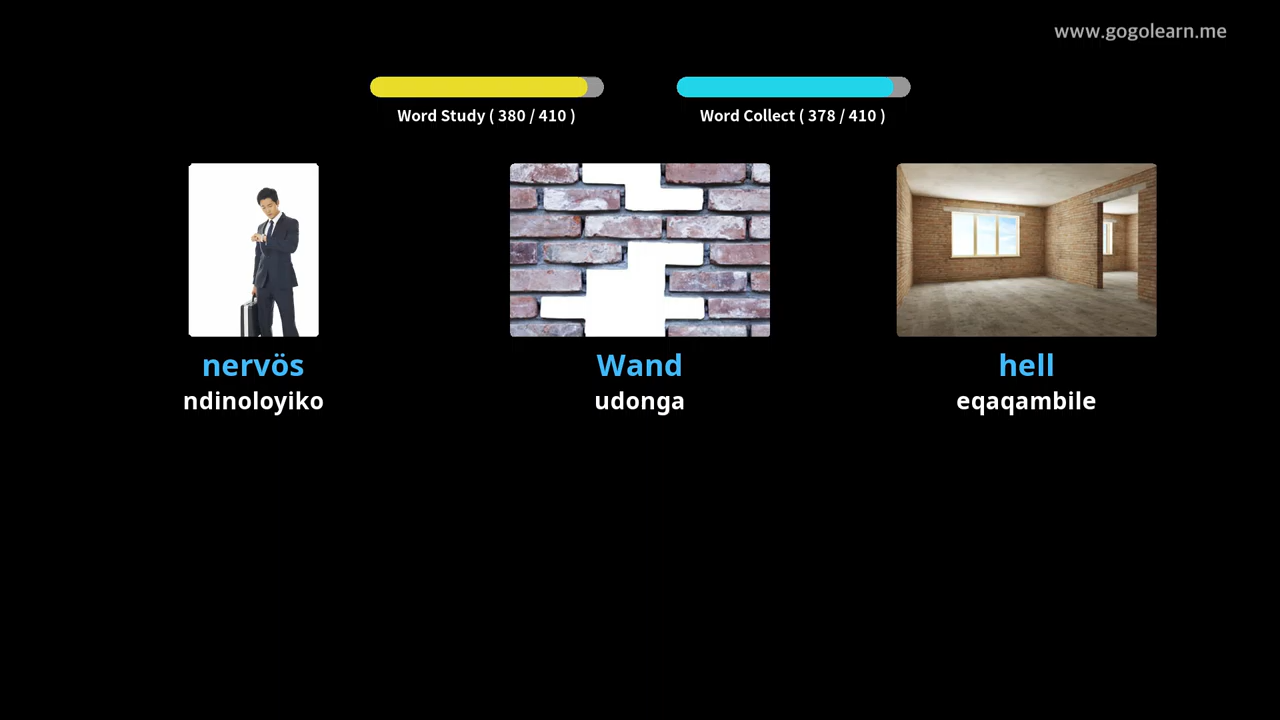 www.gogolearn.me
Word Study ( 380 / 410 )
Word Collect ( 378 / 410 )
nervös
ndinoloyiko
Wand
udonga
hell
eqaqambile